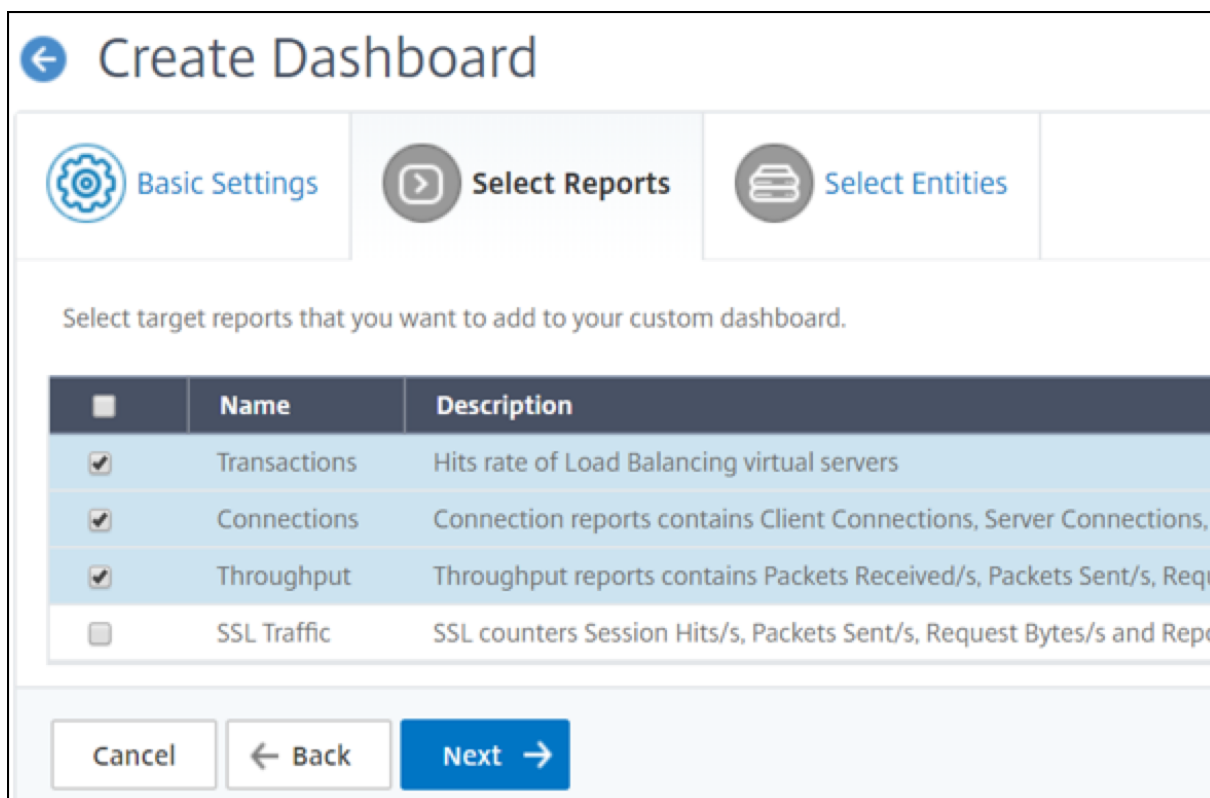 Create Dashboard
Basic Settings
Select Reports
Select Entities
Select target reports that you want to add to your custom dashboard.
Name Description
Transactions Hits rate of Load Balancing virtual servers
Connections Connection reports contains Client Connections, Server Connections,
Throughput Throughput reports contains Packets Received/s, Packets Sent/s,
SSL Traffic SSL counters Session Hits/s, Packets Sent/s, Request Bytes/s and
Cancel Back Next